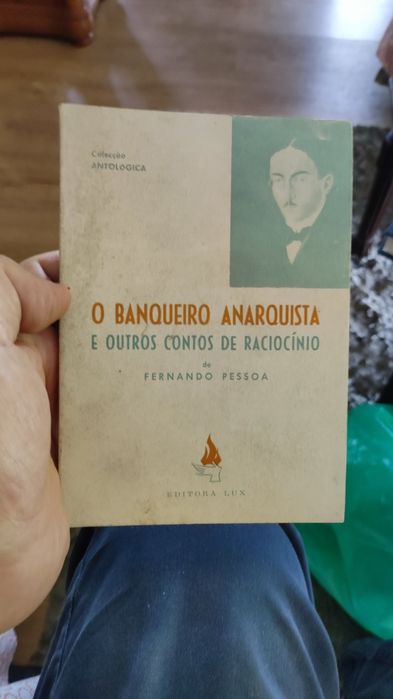 Colecção
ANTOLÓGICA
O BANQUEIRO ANARQUISTA
E OUTROS CONTOS DE RACIOCÍNIO
de
FERNANDO PESSOA
EDITORA LUX